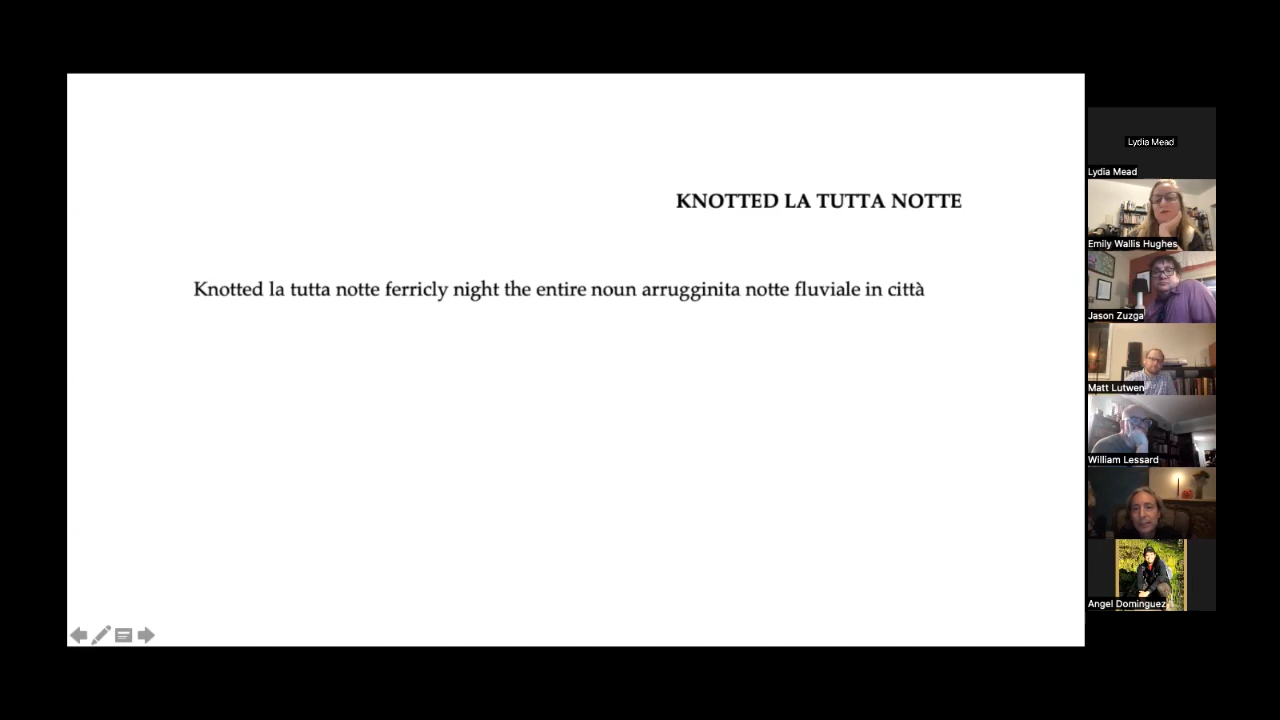 KNOTTED LA TUTTA NOTTE
Knotted la tutta notte ferricly night the entire noun arrugginita notte fluviale in città
Lydia Mead
Lydia Mead
Emily Wallis Hughes
Jason Zuzga
Matt Lutwen
William Lessard
Angel Dominguez